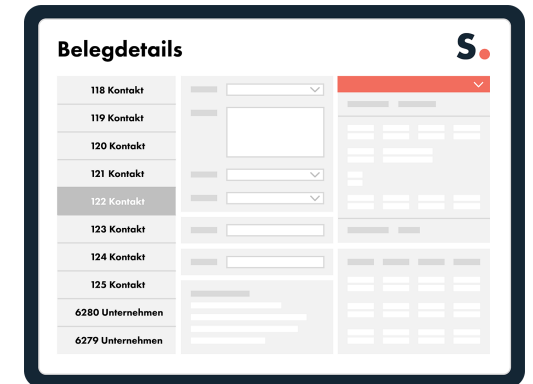 Belegdetails
S.
118 Kontakt
119 Kontakt
120 Kontakt
121 Kontakt
122 Kontakt
123 Kontakt
124 Kontakt
125 Kontakt
6280 Unternehmen
6279 Unternehmen